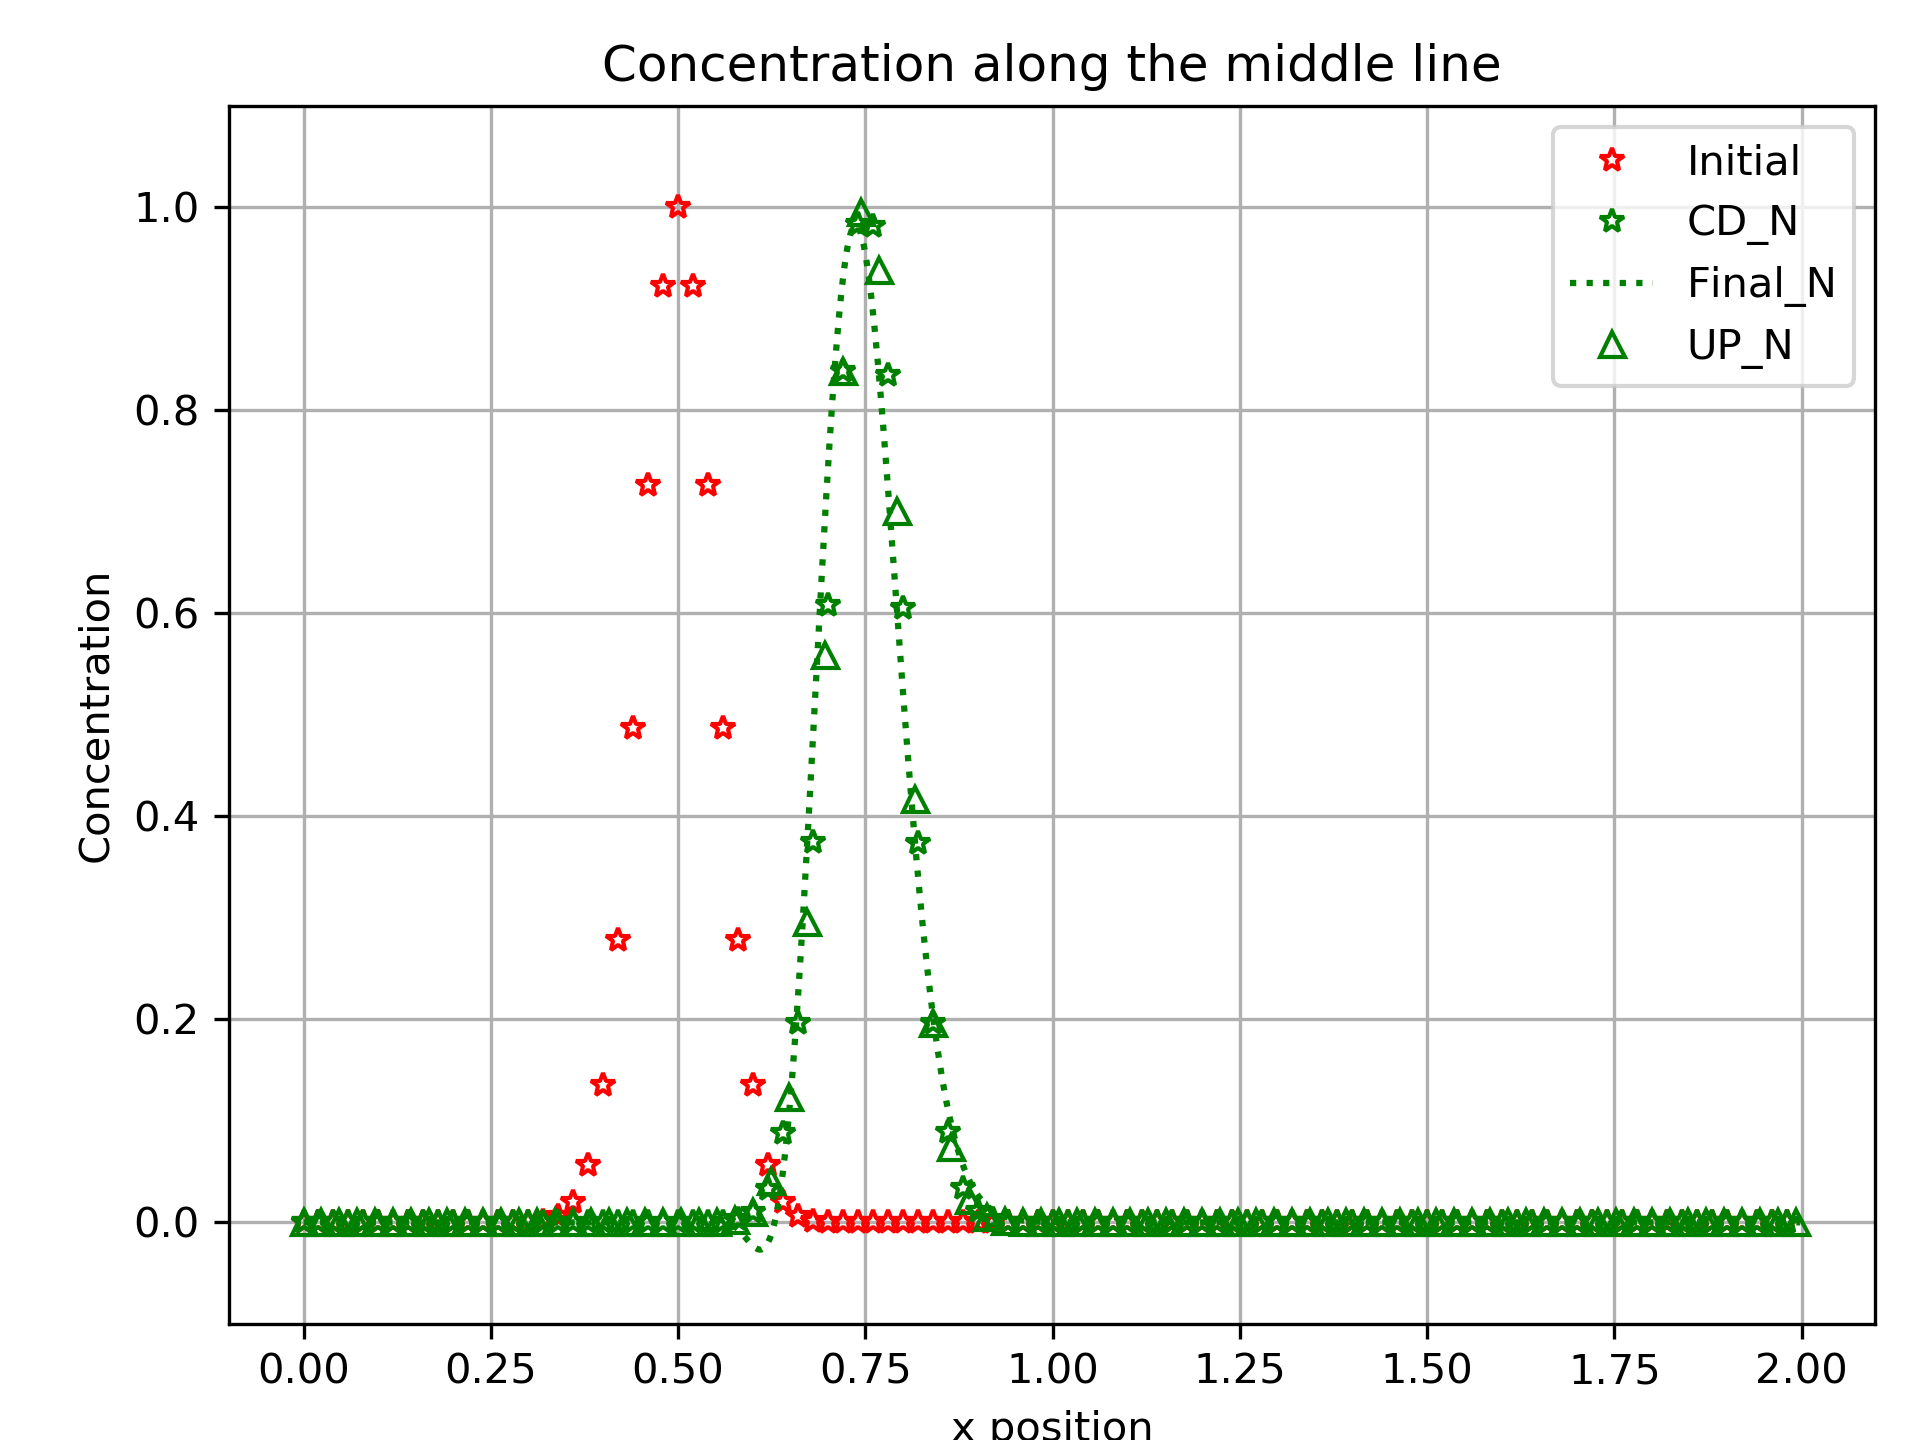 Concentration along the middle line
Initial
CD_N
Final_N
UP_N
1.0
0.8
0.6
0.4
0.2
0.0
Concentration
0.00 0.25 0.50 0.75 1.00 1.25 1.50 1.75 2.00
x position